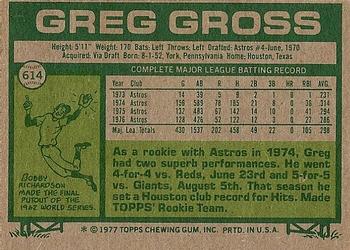 GREG GROSS
614
Height: 5'11" Weight: 170 Bats: Left Throws: Left Drafted: Astros #4-June, 1970
Acquired: Via Draft Born: 8-1-52, York, Pennsylvania Home: Houston, Texas
COMPLETE MAJOR LEAGUE BATTING RECORD
YEAR CLUB G AB R H 2B 3B HR RBI AVG.
1973 Astros 14 39 5 9 2 1 0 1 .231
1974 Astros 156 589 78 185 21 8 0 36 .314
1975 Astros 132 483 67 142 14 10 0 41 .294
1976 Astros 128 426 52 122 12 3 0 27 .286
Maj. Lea. Totals 430 1537 202 458 49 22 0 105 .298
BOBBY
RICHARDSON
MADE THE FINAL
PUTOUT OF THE
1962 WORLD SERIES.
As a rookie with Astros in 1974, Greg
had two superb performances. He went
4-for-4 vs. Reds, June 23rd and 5-for-5
vs. Giants, August 5th. That season he
set a Houston club record for Hits. Made
TOPPS' Rookie Team.
* © 1977 TOPPS CHEWING GUM, INC. PRTD. IN U.S.A.